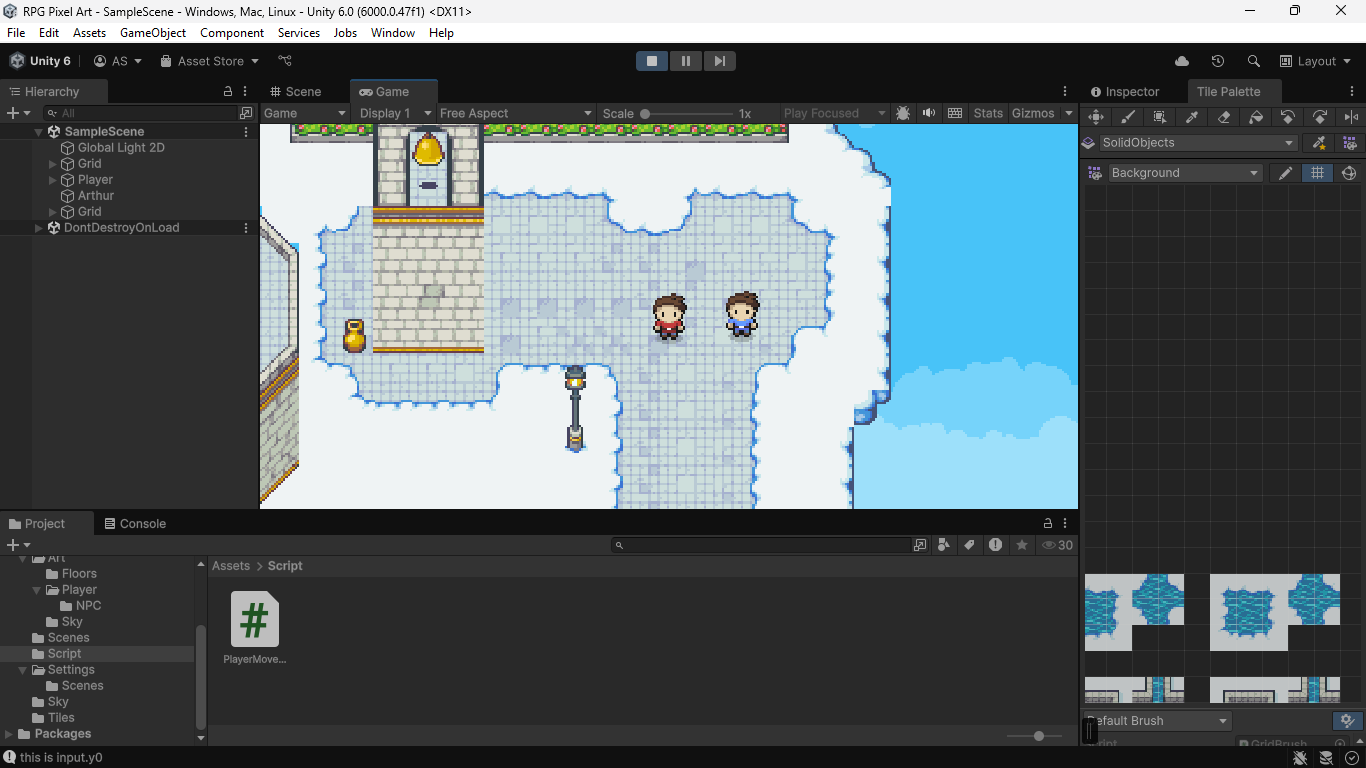 RPG Pixel Art - SampleScene - Windows, Mac, Linux - Unity 6.0 (6000.0.47f1) <DX11>
File Edit Assets GameObject Component Services Jobs Window Help
Unity 6 AS Asset Store Layout
Hierarchy Scene Game Inspector Tile Palette
All Game Display 1 Free Aspect Scale 1x Play Focused Stats Gizmos
SampleScene
Global Light 2D
Grid
Player
Arthur
Grid
DontDestroyOnLoad
SolidObjects
Background
Project Console
30
Art
Floors
Player
NPC
Sky
Scenes
Script
Settings
Scenes
Sky
Tiles
Packages
Assets > Script
#
PlayerMove...
Default Brush
Script GridBrush
this is input.y0